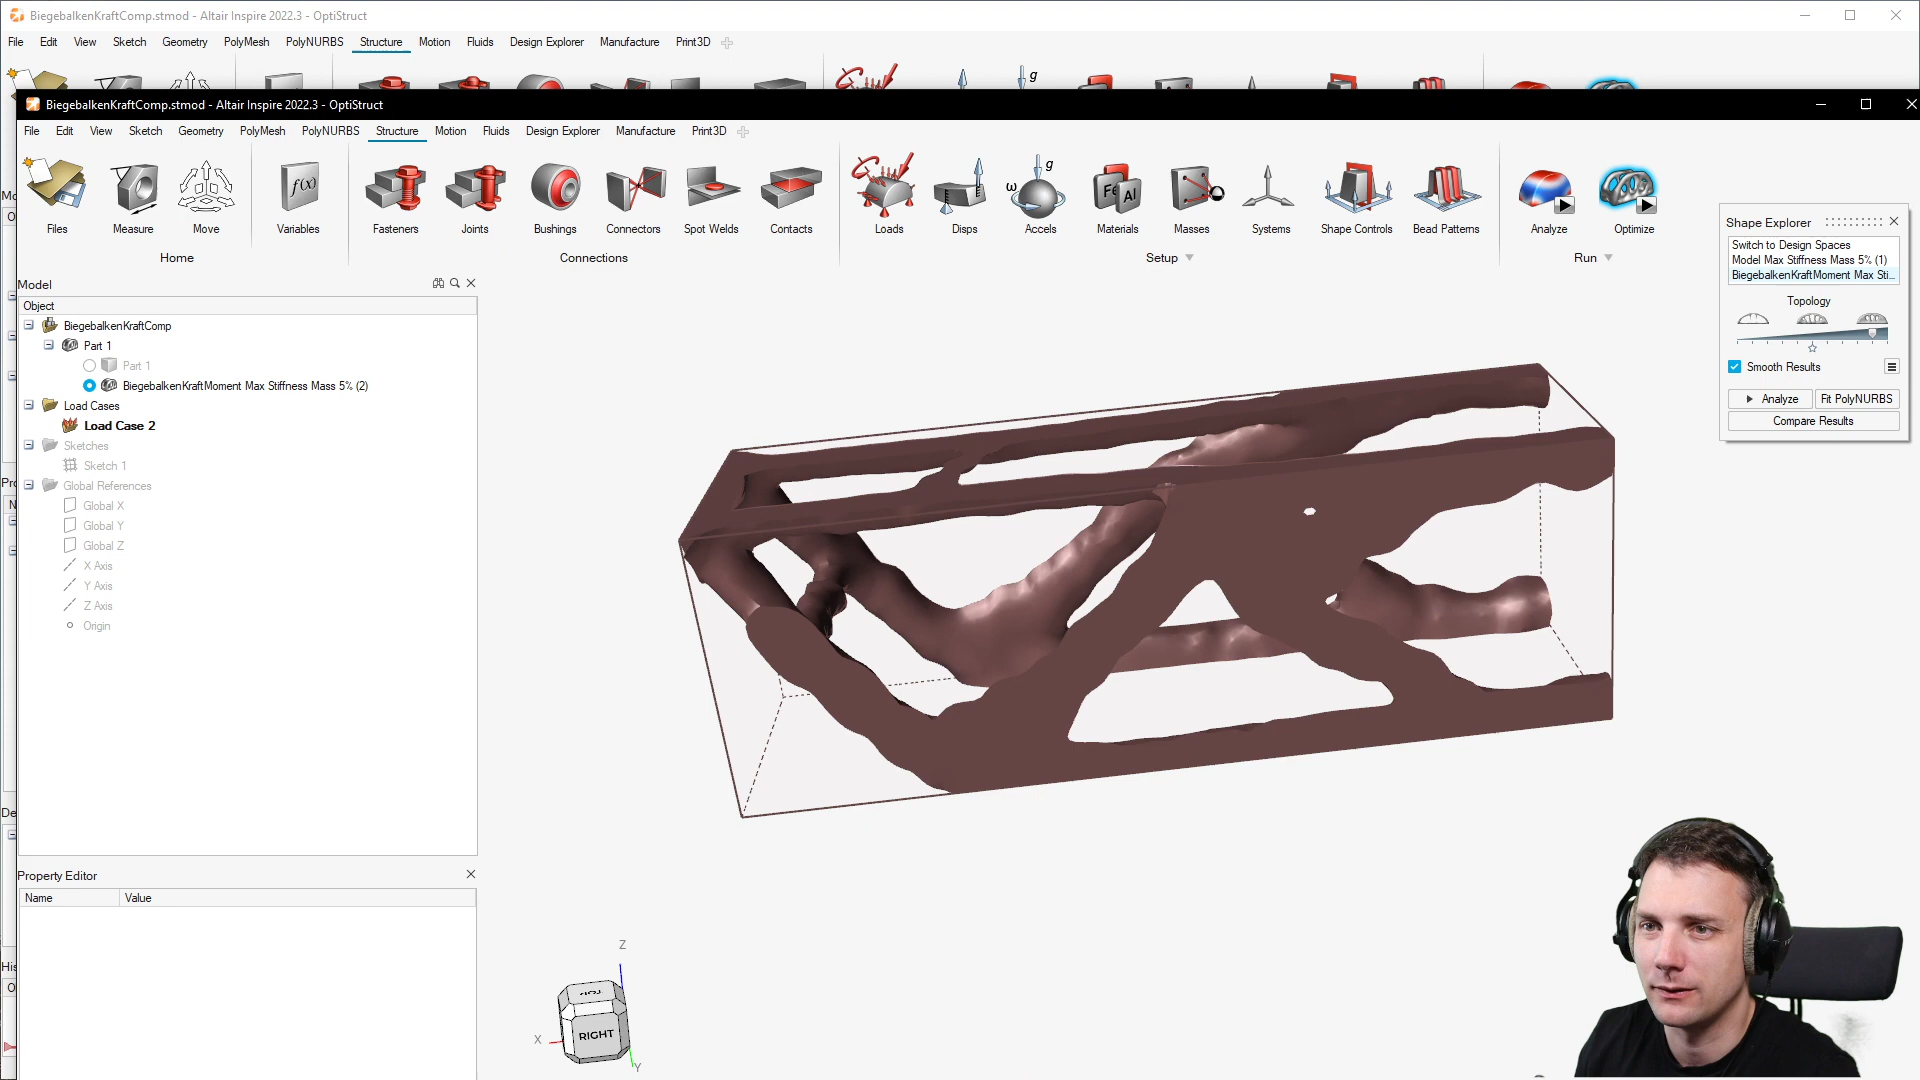 BiegebalkenKraftComp.stmod - Altair Inspire 2022.3 - OptiStruct
File Edit View Sketch Geometry PolyMesh PolyNURBS Structure Motion Fluids Design Explorer Manufacture Print3D
g
BiegebalkenKraftComp.stmod - Altair Inspire 2022.3 - OptiStruct
File Edit View Sketch Geometry PolyMesh PolyNURBS Structure Motion Fluids Design Explorer Manufacture Print3D
f(x) g ω Fe Al
Files Measure Move Variables Fasteners Joints Bushings Connectors Spot Welds Contacts Loads Disps Accels Materials Masses Systems Shape Controls Bead Patterns Analyze Optimize
Home Connections Setup Run
Model
Object
BiegebalkenKraftComp
Part 1
Part 1
BiegebalkenKraftMoment Max Stiffness Mass 5% (2)
Load Cases
Load Case 2
Sketches
Sketch 1
Global References
Global X
Global Y
Global Z
X Axis
Y Axis
Z Axis
Origin
Property Editor
Name Value
Shape Explorer
Switch to Design Spaces
Model Max Stiffness Mass 5% (1)
BiegebalkenKraftMoment Max Sti...
Topology
Smooth Results
Analyze Fit PolyNURBS
Compare Results
Z
TOP
X RIGHT
Y